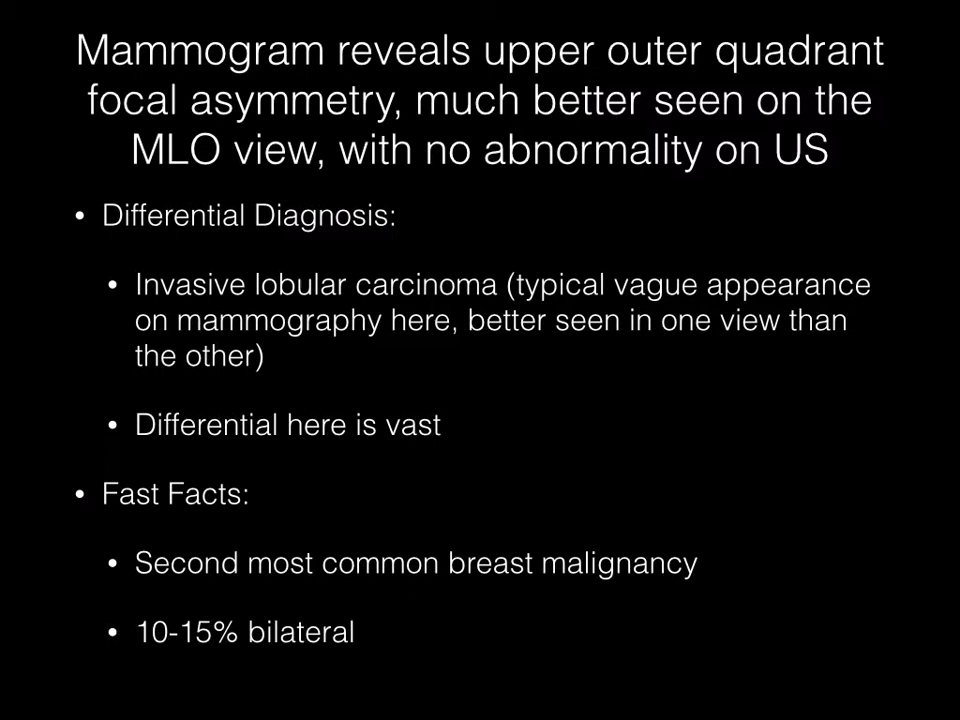 Mammogram reveals upper outer quadrant
focal asymmetry, much better seen on the
MLO view, with no abnormality on US
• Differential Diagnosis:
• Invasive lobular carcinoma (typical vague appearance
on mammography here, better seen in one view than
the other)
• Differential here is vast
• Fast Facts:
• Second most common breast malignancy
• 10-15% bilateral